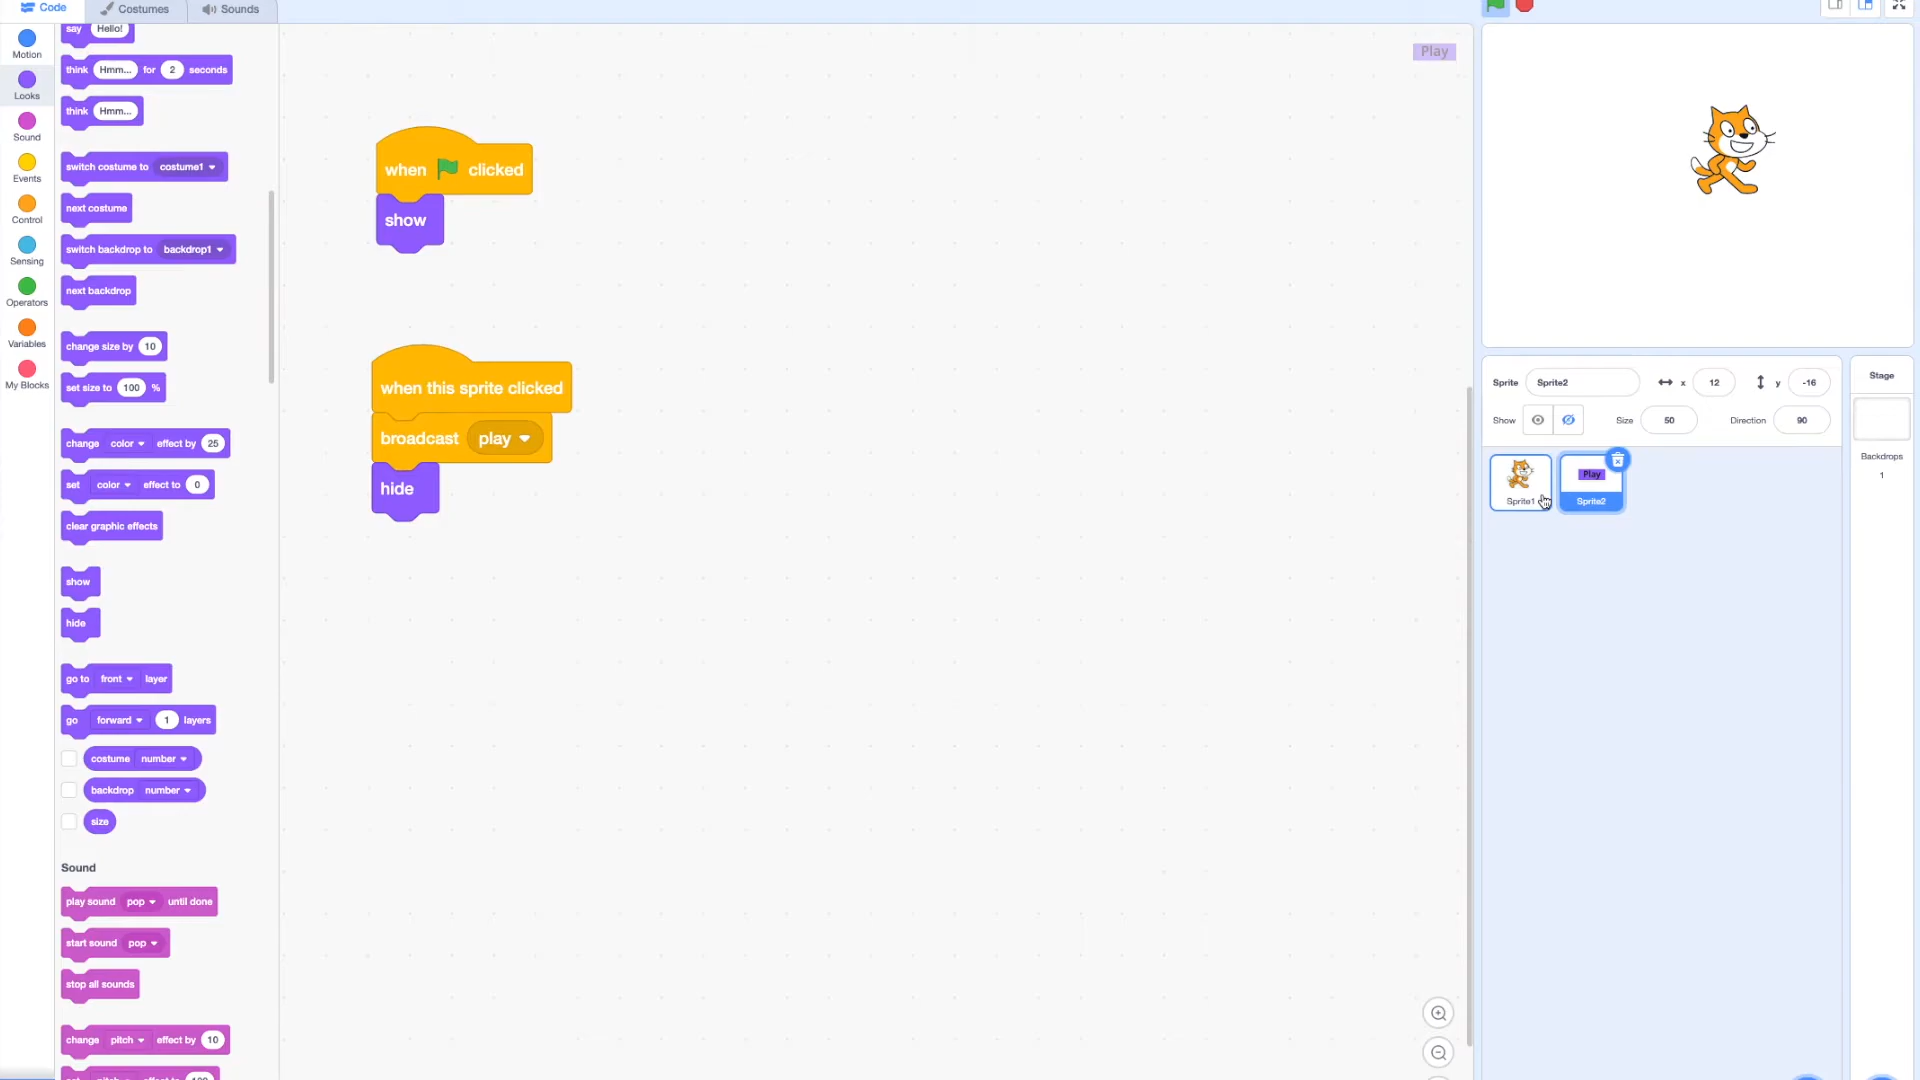 Code
Costumes
Sounds
Motion
Looks
Sound
Events
Control
Sensing
Operators
Variables
My Blocks
say Hello!
think Hmm... for 2 seconds
think Hmm...
switch costume to costume1
next costume
switch backdrop to backdrop1
next backdrop
change size by 10
set size to 100 %
change color effect by 25
set color effect to 0
clear graphic effects
show
hide
go to front layer
go forward 1 layers
costume number
backdrop number
size
Sound
play sound pop until done
start sound pop
stop all sounds
change pitch effect by 10
when clicked
show
when this sprite clicked
broadcast play
hide
Play
Sprite Sprite2 x 12 y -16
Show Size 50 Direction 90
Sprite1
Play
Sprite2
Stage
Backdrops
1